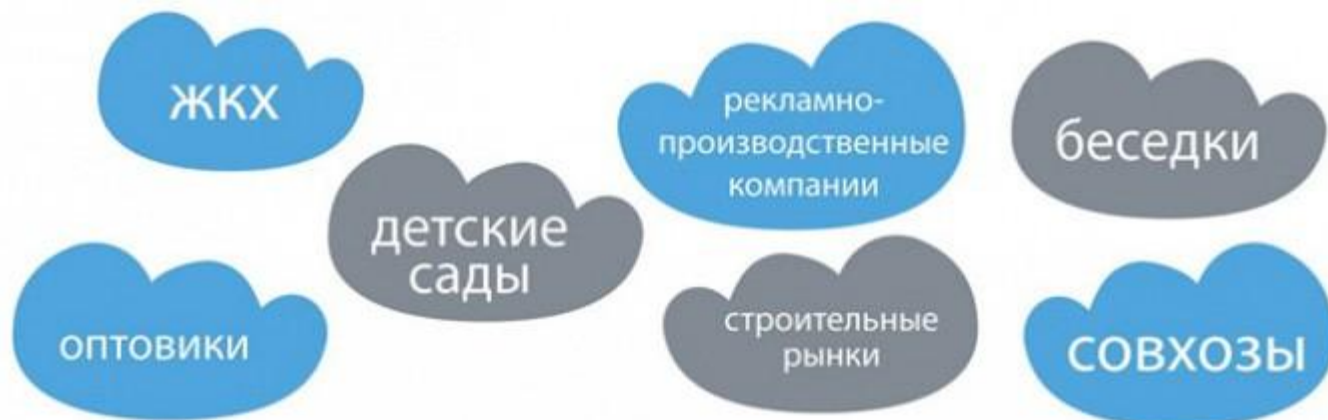 жкх
рекламно-
производственные
компании
беседки
детские
сады
оптовики
строительные
рынки
совхозы